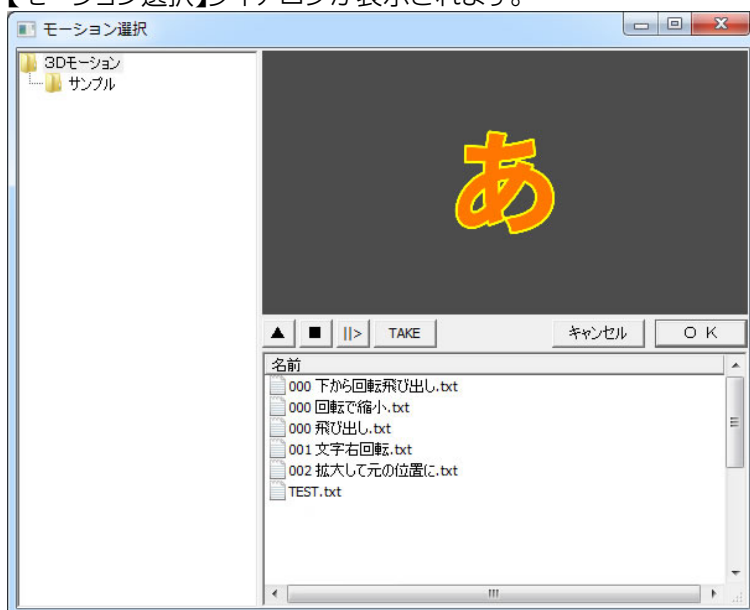 【モーション選択】ダイアログが表示されます。
モーション選択
3Dモーション
サンプル
あ
▲ ■ ||> TAKE キャンセル ＯＫ
名前
000 下から回転飛び出し.txt
000 回転で縮小.txt
000 飛び出し.txt
001 文字右回転.txt
002 拡大して元の位置に.txt
TEST.txt